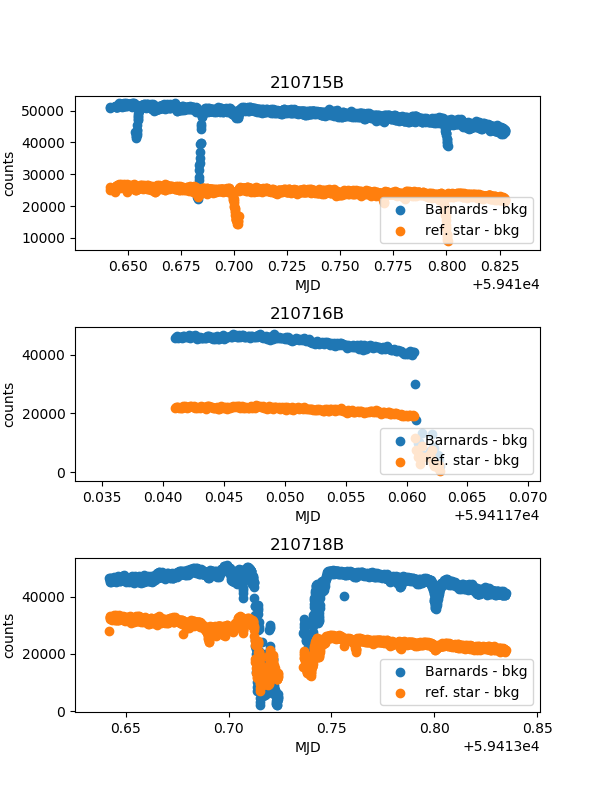 210715B
50000
40000
30000
20000
10000
counts
Barnards - bkg
ref. star - bkg
0.650 0.675 0.700 0.725 0.750 0.775 0.800 0.825
MJD
+5.941e4
210716B
40000
20000
0
counts
Barnards - bkg
ref. star - bkg
0.035 0.040 0.045 0.050 0.055 0.060 0.065 0.070
MJD
+5.94117e4
210718B
40000
20000
0
counts
Barnards - bkg
ref. star - bkg
0.65 0.70 0.75 0.80 0.85
MJD
+5.9413e4